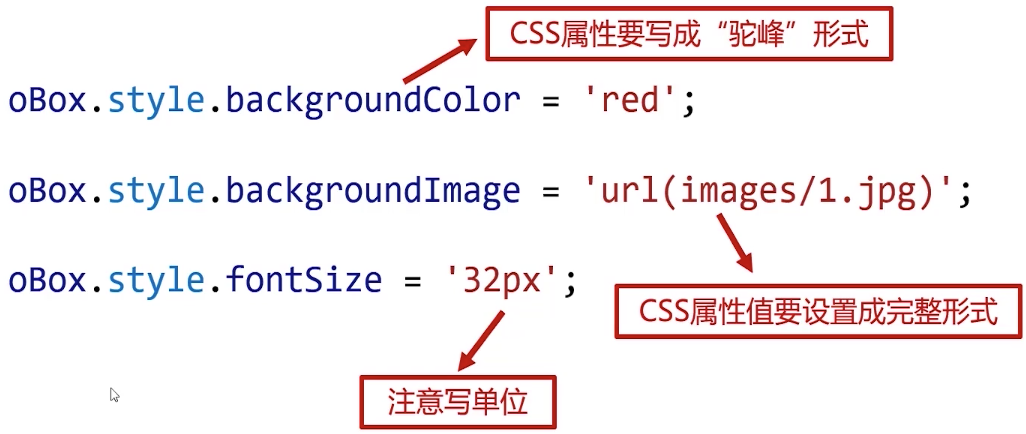 CSS属性要写成“驼峰”形式
oBox.style.backgroundColor = 'red';
oBox.style.backgroundImage = 'url(images/1.jpg)';
oBox.style.fontSize = '32px';
CSS属性值要设置成完整形式
注意写单位